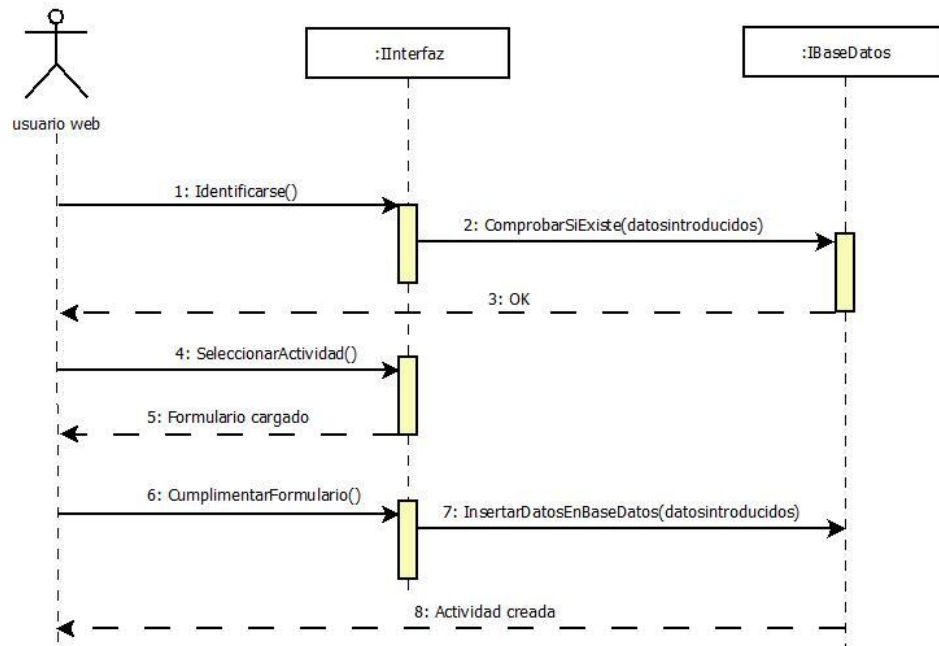 :IInterfaz
:IBaseDatos
usuario web
1: Identificarse()
2: ComprobarSiExiste(datosintroducidos)
3: OK
4: SeleccionarActividad()
5: Formulario cargado
6: CumplimentarFormulario()
7: InsertarDatosEnBaseDatos(datosintroducidos)
8: Actividad creada